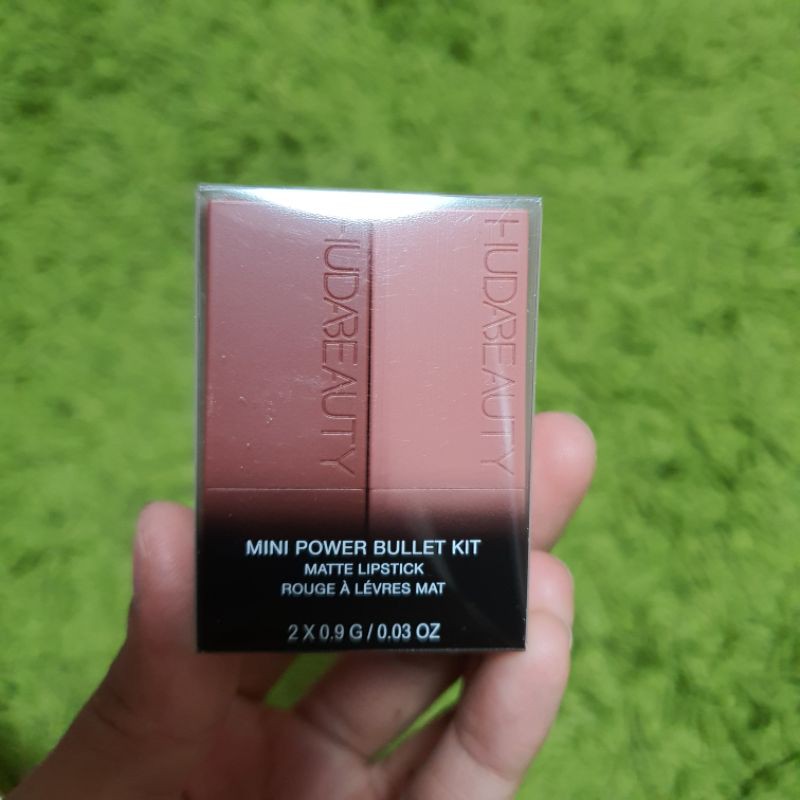 HUDABEAUTY
HUDABEAUTY
MINI POWER BULLET KIT
MATTE LIPSTICK
ROUGE À LÉVRES MAT
2 X 0.9 G / 0.03 OZ